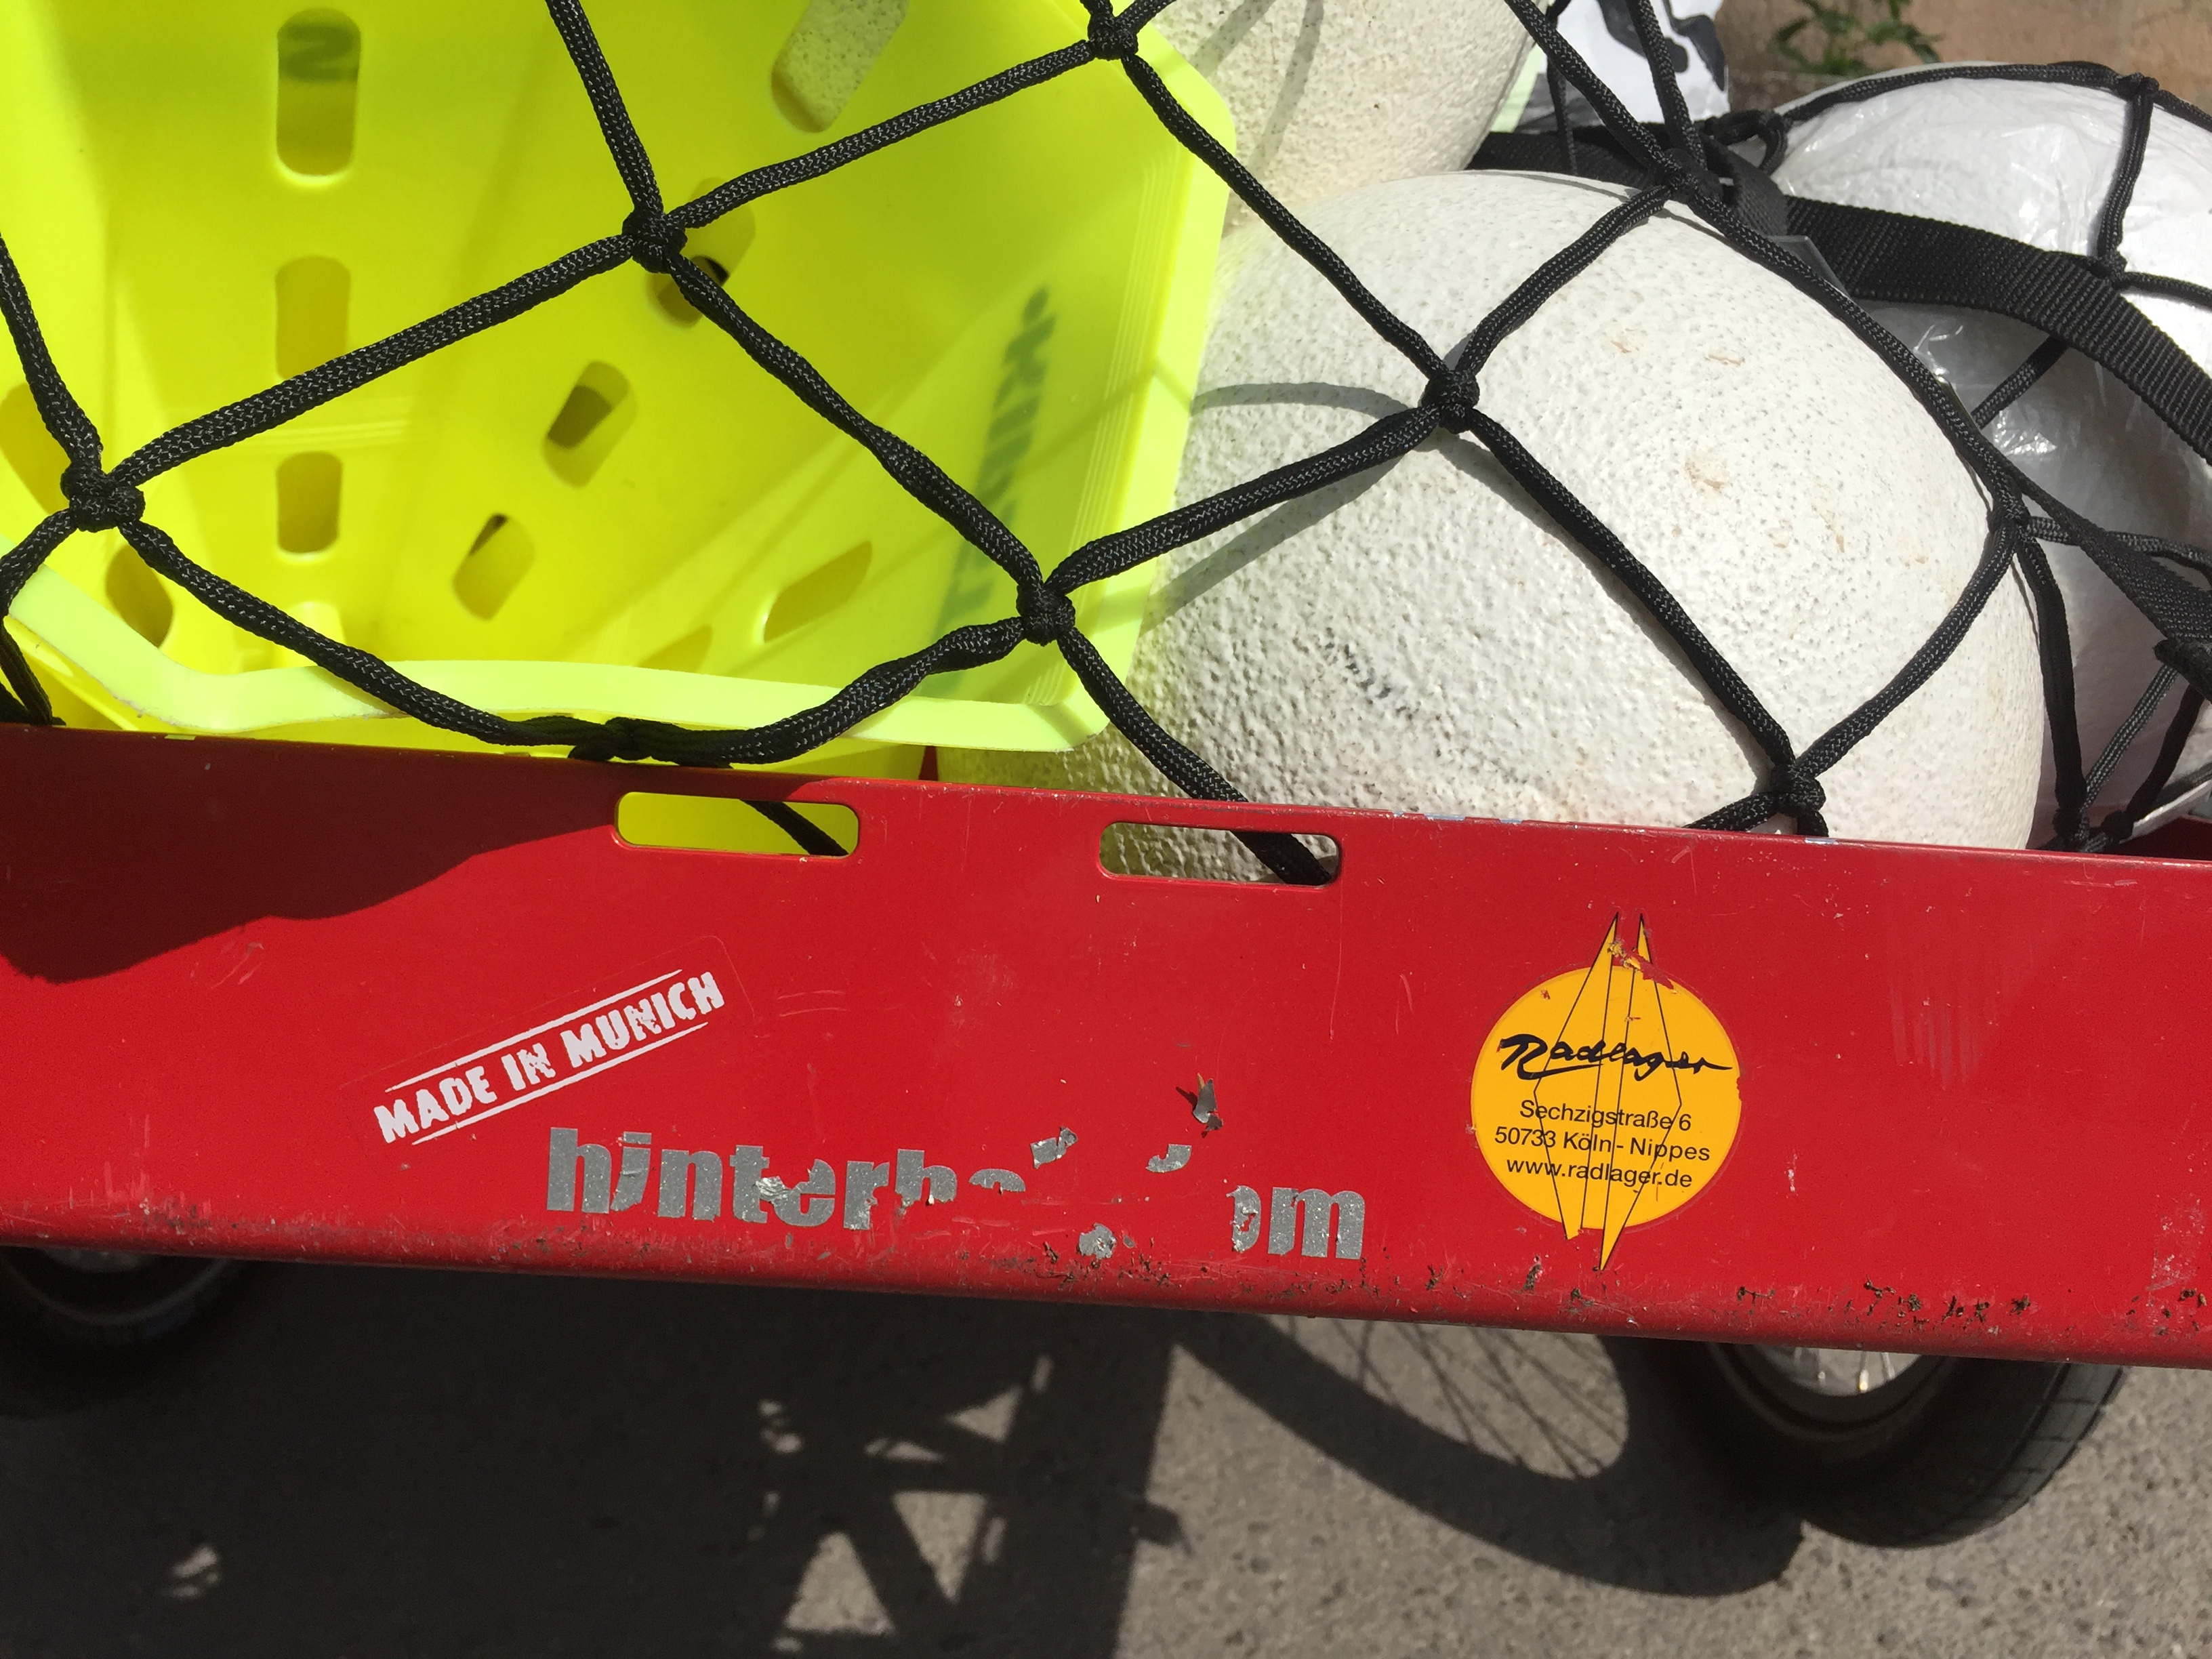 MADE IN MUNICH
Radlager
Sechzigstraße 6
50733 Köln - Nippes
www.radlager.de